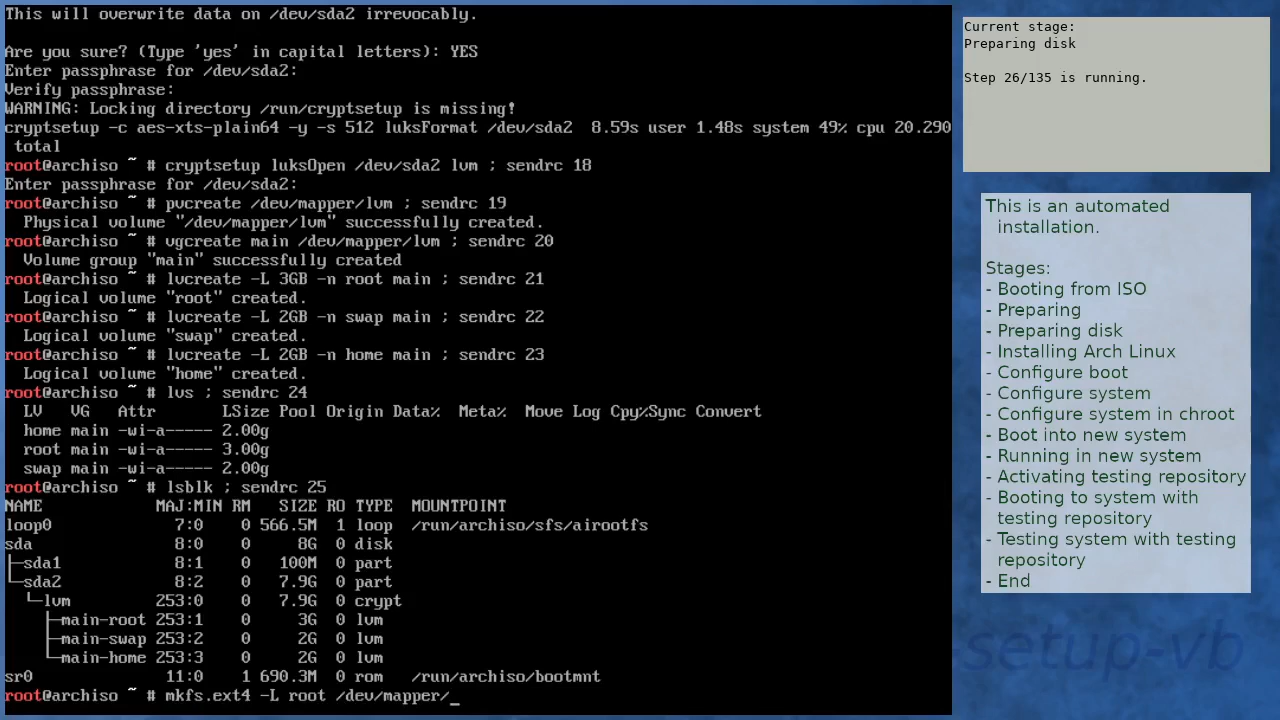 This will overwrite data on /dev/sda2 irrevocably.
Are you sure? (Type 'yes' in capital letters): YES
Enter passphrase for /dev/sda2:
Verify passphrase:
WARNING: Locking directory /run/cryptsetup is missing!
cryptsetup -c aes-xts-plain64 -y -s 512 luksFormat /dev/sda2  8.59s user 1.48s system 49% cpu 20.290
 total
root@archiso ~ # cryptsetup luksOpen /dev/sda2 lvm ; sendrc 18
Enter passphrase for /dev/sda2:
root@archiso ~ # pvcreate /dev/mapper/lvm ; sendrc 19
  Physical volume "/dev/mapper/lvm" successfully created.
root@archiso ~ # vgcreate main /dev/mapper/lvm ; sendrc 20
  Volume group "main" successfully created
root@archiso ~ # lvcreate -L 3GB -n root main ; sendrc 21
  Logical volume "root" created.
root@archiso ~ # lvcreate -L 2GB -n swap main ; sendrc 22
  Logical volume "swap" created.
root@archiso ~ # lvcreate -L 2GB -n home main ; sendrc 23
  Logical volume "home" created.
root@archiso ~ # lvs ; sendrc 24
  LV   VG   Attr       LSize Pool Origin Data%  Meta%  Move Log Cpy%Sync Convert
  home main -wi-a----- 2.00g
  root main -wi-a----- 3.00g
  swap main -wi-a----- 2.00g
root@archiso ~ # lsblk ; sendrc 25
NAME            MAJ:MIN RM   SIZE RO TYPE  MOUNTPOINT
loop0             7:0    0 566.5M  1 loop  /run/archiso/sfs/airootfs
sda               8:0    0     8G  0 disk
├─sda1            8:1    0   100M  0 part
└─sda2            8:2    0   7.9G  0 part
  └─lvm         253:0    0   7.9G  0 crypt
    ├─main-root 253:1    0     3G  0 lvm
    ├─main-swap 253:2    0     2G  0 lvm
    └─main-home 253:3    0     2G  0 lvm
sr0              11:0    1 690.3M  0 rom   /run/archiso/bootmnt
root@archiso ~ # mkfs.ext4 -L root /dev/mapper/_
Current stage:
Preparing disk
Step 26/135 is running.
This is an automated
installation.
Stages:
- Booting from ISO
- Preparing
- Preparing disk
- Installing Arch Linux
- Configure boot
- Configure system
- Configure system in chroot
- Boot into new system
- Running in new system
- Activating testing repository
- Booting to system with
testing repository
- Testing system with testing
repository
- End
-setup-vb